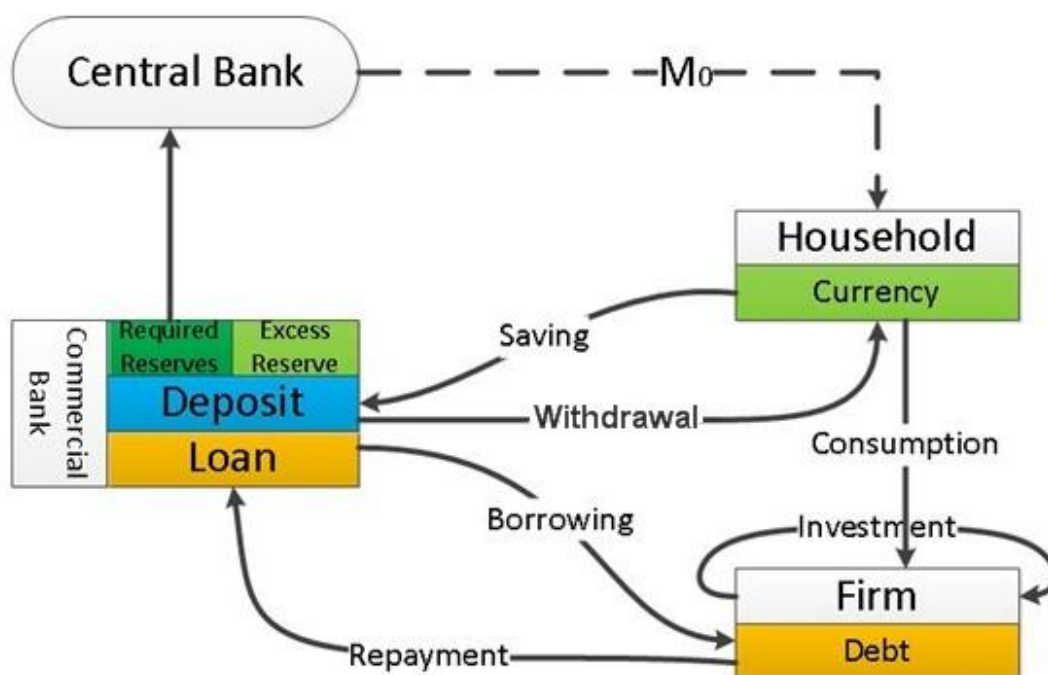 Central Bank
M₀
Household
Currency
Saving
Required
Reserves
Excess
Reserve
Commercial
Bank
Deposit
Withdrawal
Loan
Consumption
Borrowing
Investment
Firm
Repayment
Debt